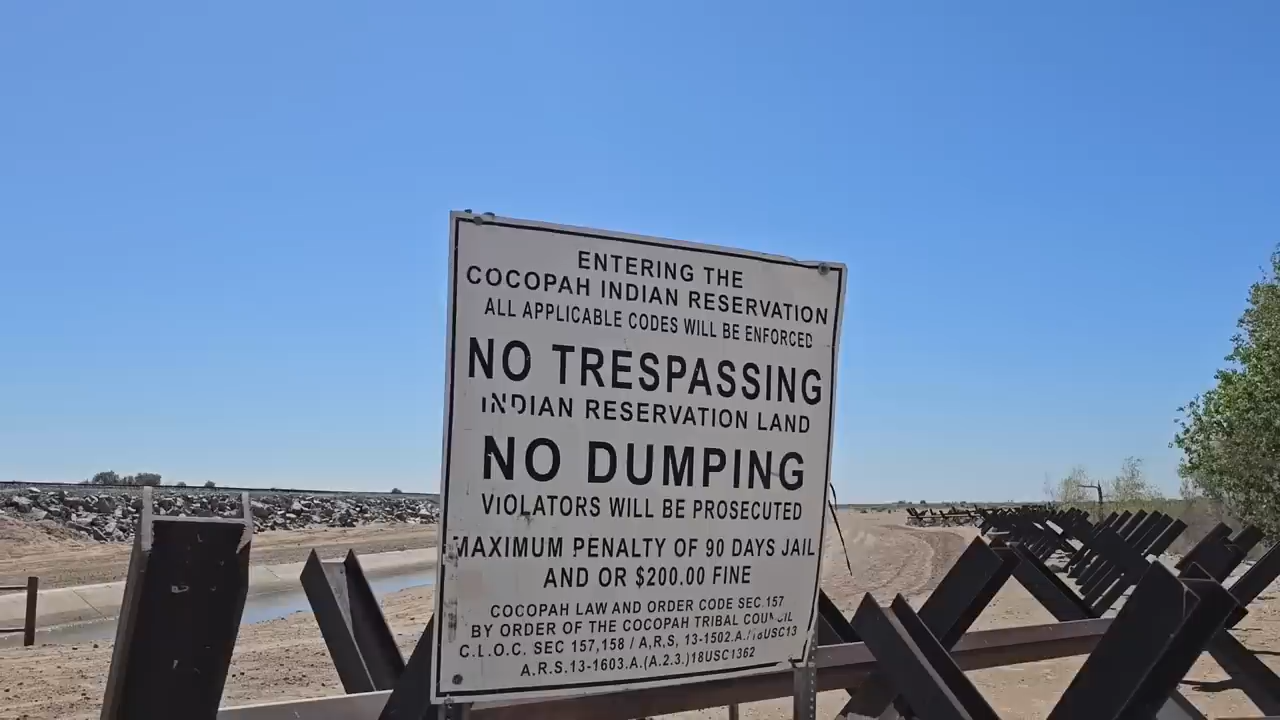 ENTERING THE
COCOPAH INDIAN RESERVATION
ALL APPLICABLE CODES WILL BE ENFORCED
NO TRESPASSING
INDIAN RESERVATION LAND
NO DUMPING
VIOLATORS WILL BE PROSECUTED
MAXIMUM PENALTY OF 90 DAYS JAIL
AND OR $200.00 FINE
COCOPAH LAW AND ORDER CODE SEC.157
BY ORDER OF THE COCOPAH TRIBAL COUNCIL
C.L.O.C. SEC 157,158 / A.R.S, 13-1502.A./18USC13
A.R.S.13-1603.A.(A.2.3.)18USC1362